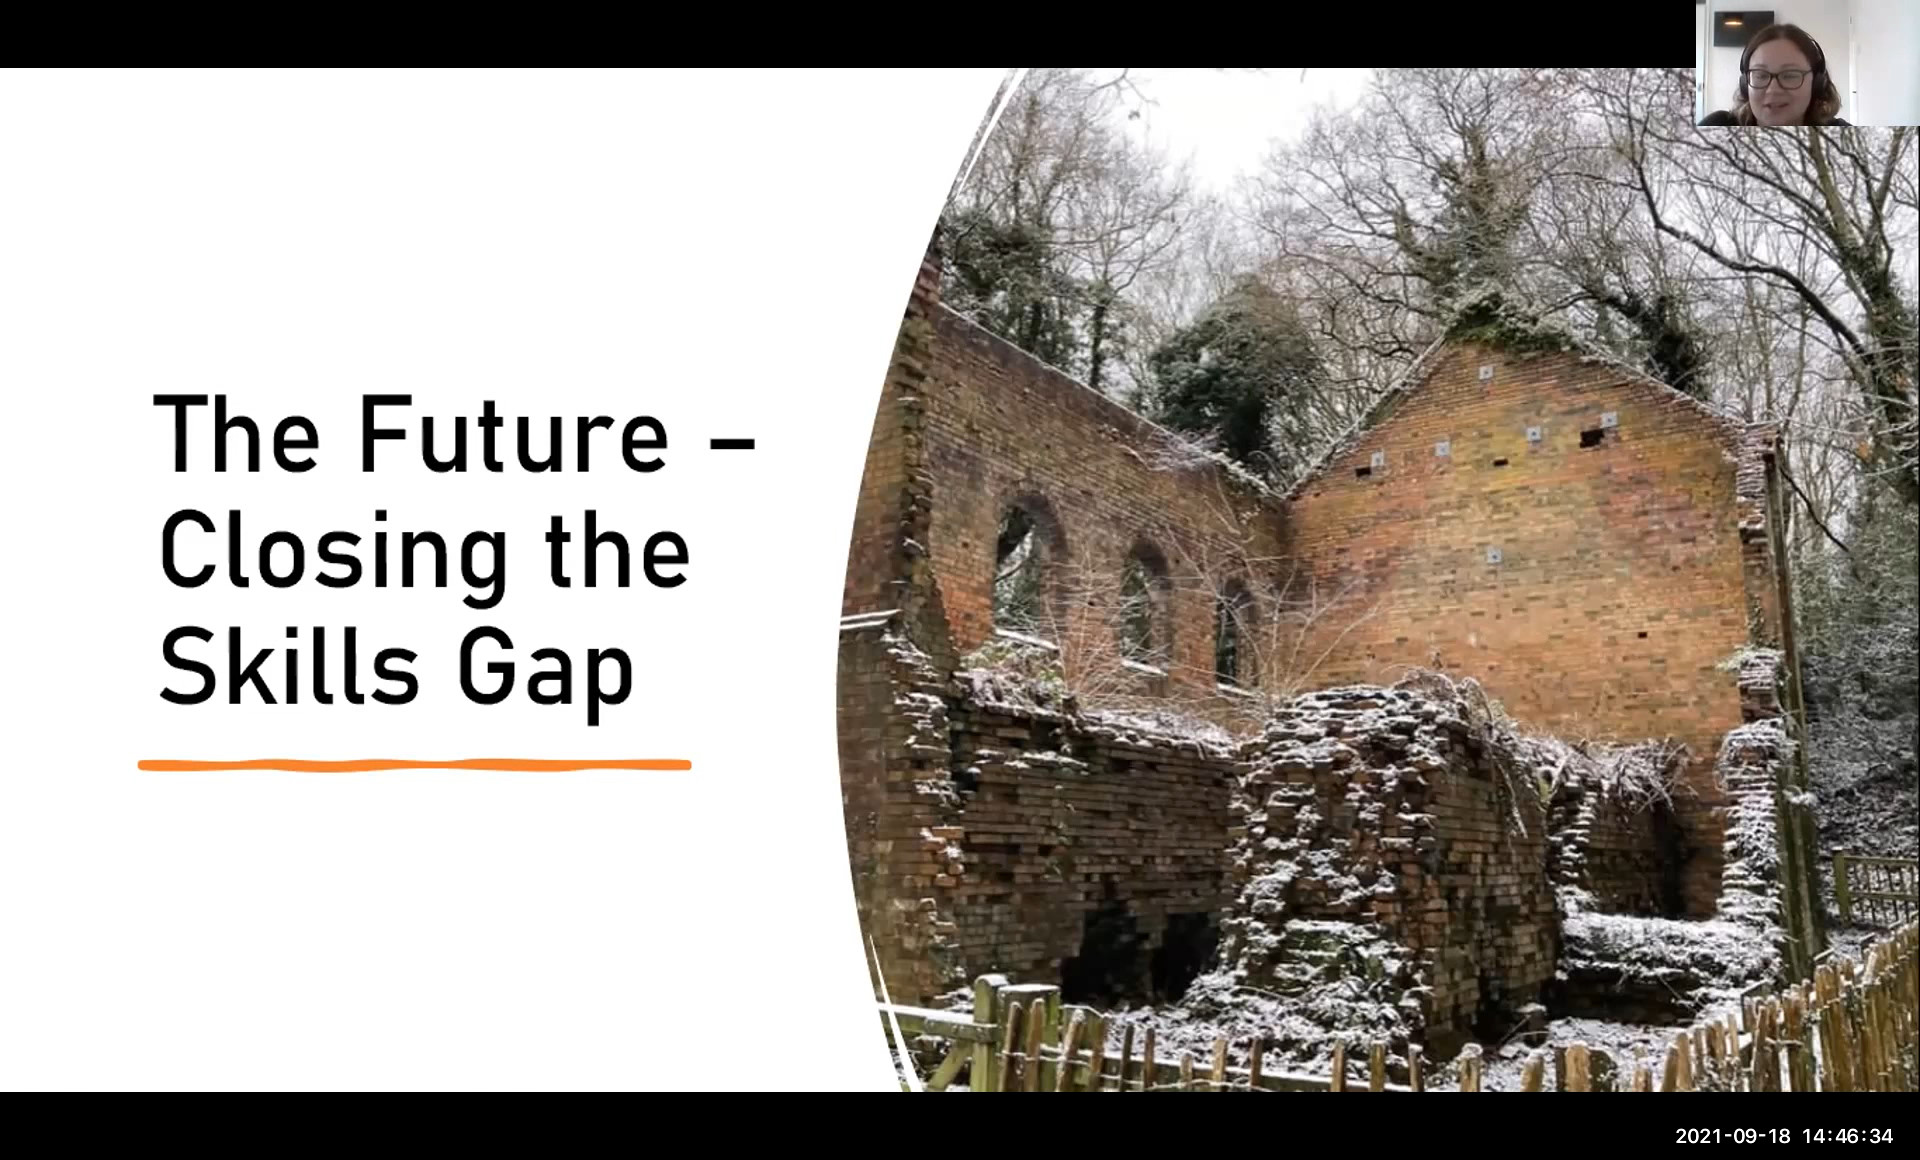 The Future –
Closing the
Skills Gap
2021-09-18 14:46:34